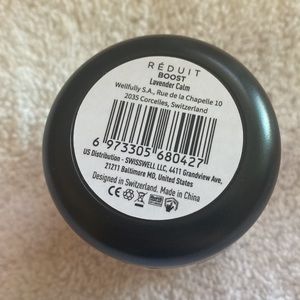 RÉDUIT
BOOST
Lavender Calm
Wellfully S.A., Rue de la Chapelle 10
2035 Corcelles, Switzerland
6 973305 680427
US Distribution - SWISSWELL LLC, 4411 Grandview Ave,
21211 Baltimore MD, United States
Designed in Switzerland. Made in China
CE